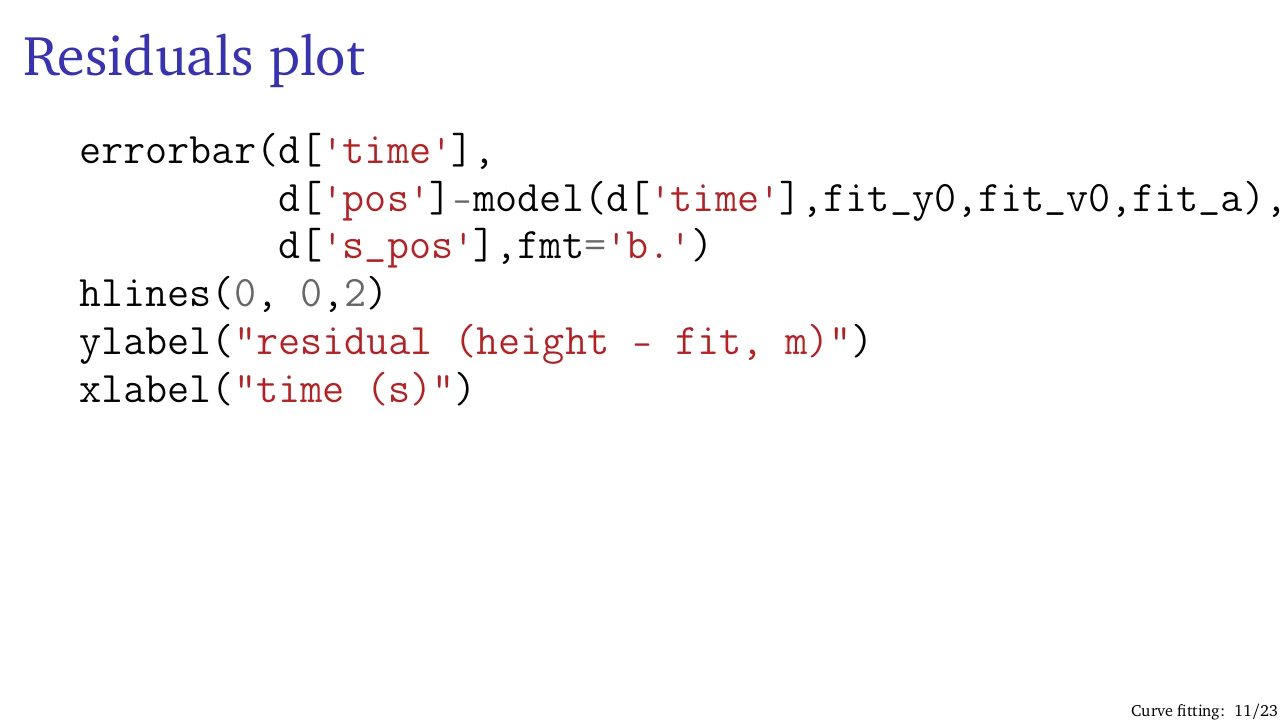 Residuals plot
errorbar(d['time'],
         d['pos']-model(d['time'],fit_y0,fit_v0,fit_a),
         d['s_pos'],fmt='b.')
hlines(0, 0,2)
ylabel("residual (height - fit, m)")
xlabel("time (s)")
Curve fitting: 11/23